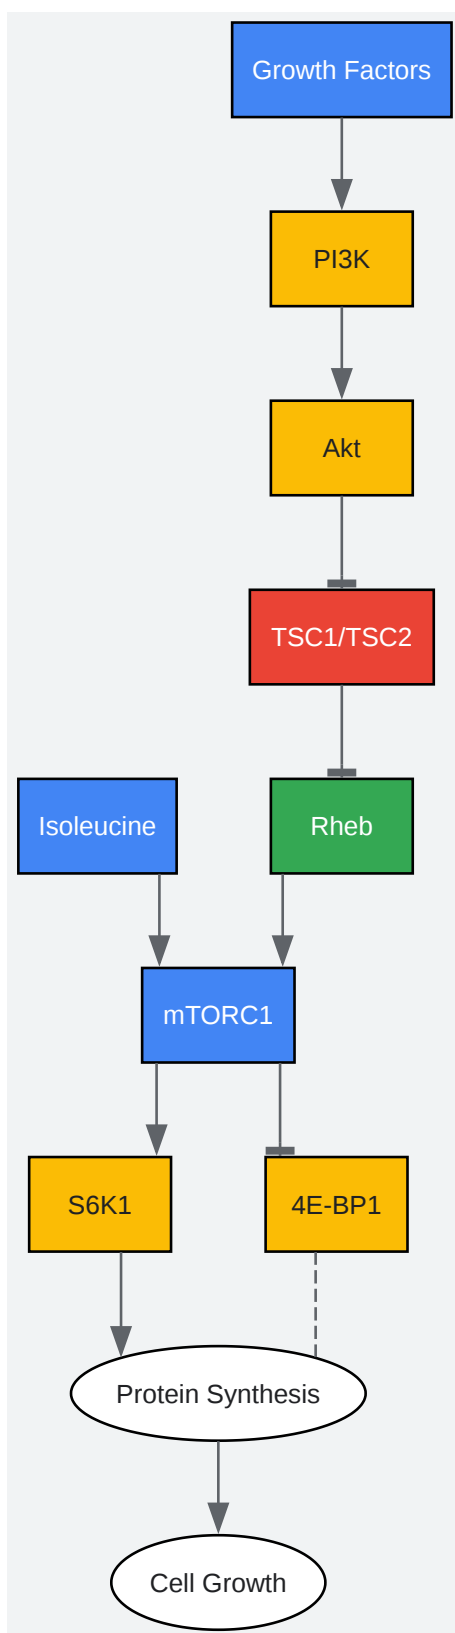 Growth Factors
PI3K
Akt
TSC1/TSC2
Isoleucine
Rheb
mTORC1
S6K1
4E-BP1
Protein Synthesis
Cell Growth